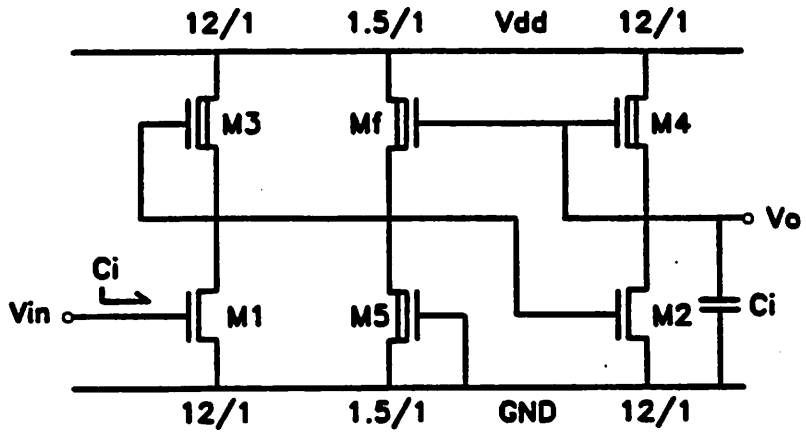 12/1 1.5/1 Vdd 12/1
M3 Mf M4
Vo
Ci
Vin M1 M5 M2 Ci
12/1 1.5/1 GND 12/1